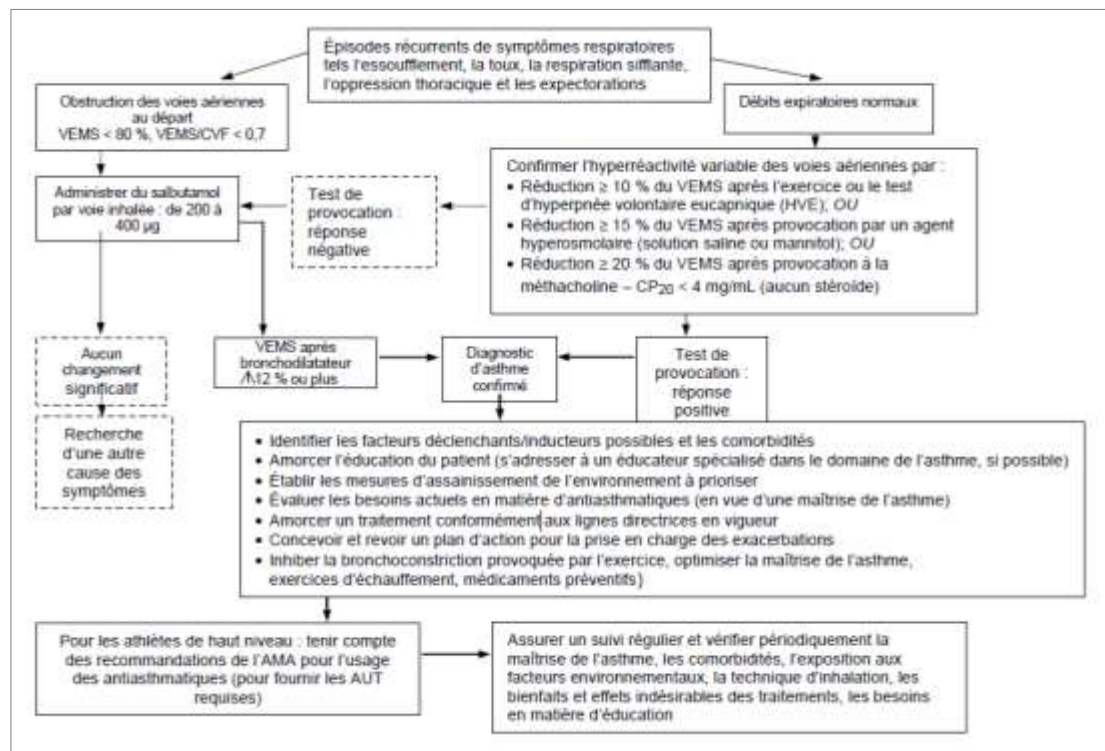 Épisodes récurrents de symptômes respiratoires
tels l'essoufflement, la toux, la respiration sifflante,
l'oppression thoracique et les expectorations
Obstruction des voies aériennes
au départ
VEMS < 80 %, VEMS/CVF < 0,7
Débits expiratoires normaux
Administrer du salbutamol
par voie inhalée : de 200 à
400 µg
Test de
provocation :
réponse
négative
Confirmer l'hyperréactivité variable des voies aériennes par :
• Réduction ≥ 10 % du VEMS après l'exercice ou le test
d'hyperpnée volontaire eucapnique (HVE); OU
• Réduction ≥ 15 % du VEMS après provocation par un agent
hyperosmolaire (solution saline ou mannitol); OU
• Réduction ≥ 20 % du VEMS après provocation à la
méthacholine – CP20 < 4 mg/mL (aucun stéroïde)
Aucun
changement
significatif
VEMS après
bronchodilatateur
12 % ou plus
Diagnostic
d'asthme
confirmé
Test de
provocation :
réponse
positive
Recherche
d'une autre
cause des
symptômes
• Identifier les facteurs déclenchants/inducteurs possibles et les comorbidités
• Amorcer l'éducation du patient (s'adresser à un éducateur spécialisé dans le domaine de l'asthme, si possible)
• Établir les mesures d'assainissement de l'environnement à prioriser
• Évaluer les besoins actuels en matière d'antiasthmatiques (en vue d'une maîtrise de l'asthme)
• Amorcer un traitement conformément aux lignes directrices en vigueur
• Concevoir et revoir un plan d'action pour la prise en charge des exacerbations
• Inhiber la bronchoconstriction provoquée par l'exercice, optimiser la maîtrise de l'asthme,
exercices d'échauffement, médicaments préventifs)
Pour les athlètes de haut niveau : tenir compte
des recommandations de l'AMA pour l'usage
des antiasthmatiques (pour fournir les AUT
requises)
Assurer un suivi régulier et vérifier périodiquement la
maîtrise de l'asthme, les comorbidités, l'exposition aux
facteurs environnementaux, la technique d'inhalation, les
bienfaits et effets indésirables des traitements, les besoins
en matière d'éducation